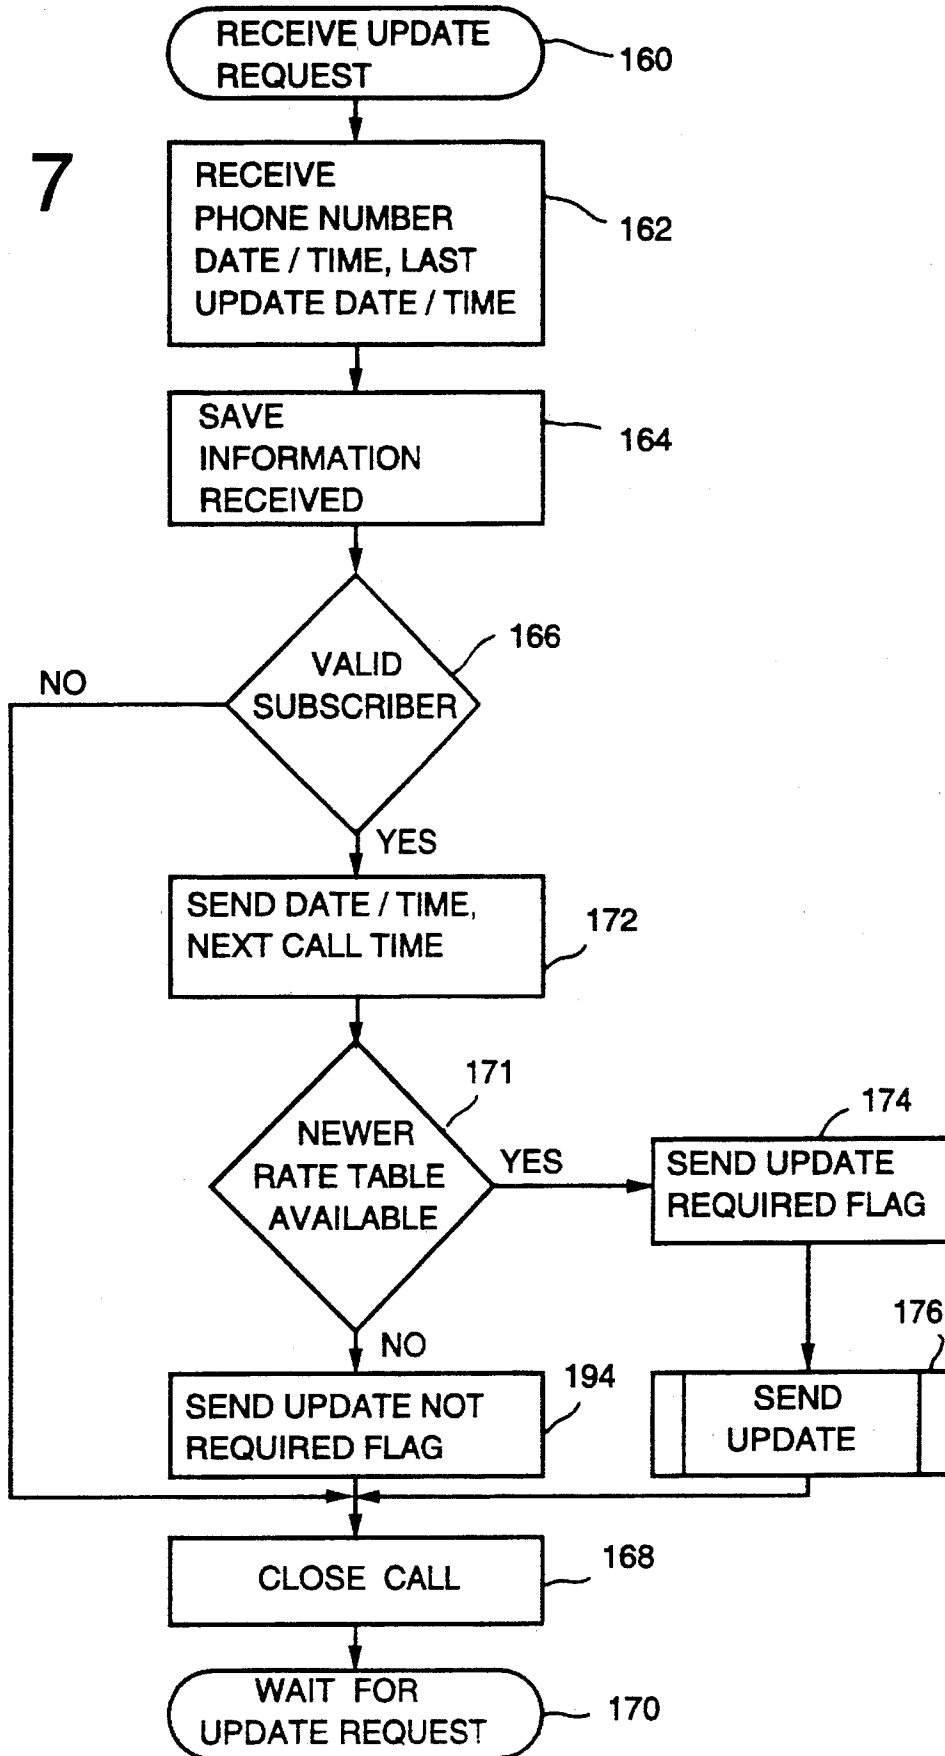 RECEIVE UPDATE
REQUEST
160
7
RECEIVE
PHONE NUMBER
DATE / TIME, LAST
UPDATE DATE / TIME
162
SAVE
INFORMATION
RECEIVED
164
VALID
SUBSCRIBER
166
NO
YES
SEND DATE / TIME,
NEXT CALL TIME
172
NEWER
RATE TABLE
AVAILABLE
171
YES
SEND UPDATE
REQUIRED FLAG
174
NO
SEND UPDATE NOT
REQUIRED FLAG
194
SEND
UPDATE
176
CLOSE CALL
168
WAIT FOR
UPDATE REQUEST
170